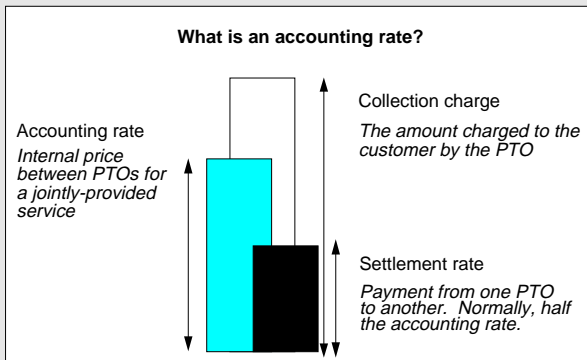 What is an accounting rate?
Accounting rate
Internal price
between PTOs for
a jointly-provided
service
Collection charge
The amount charged to the
customer by the PTO
Settlement rate
Payment from one PTO
to another.  Normally, half
the accounting rate.